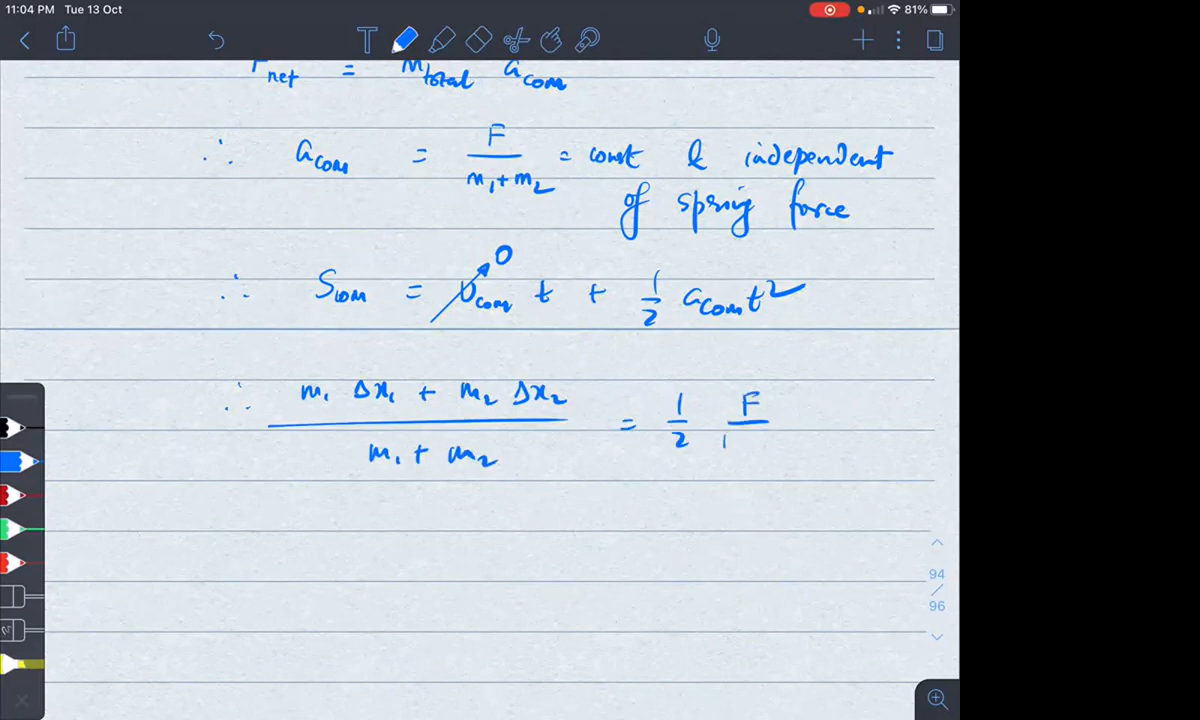 11:04 PM Tue 13 Oct 81%
T
F_net = M_total a_com
∴ a_com = F / (m₁ + m₂) = const & independent
of spring force
∴ S_com = U_com t + 1/2 a_com t²
0
∴ (m₁ Δx₁ + m₂ Δx₂) / (m₁ + m₂) = 1/2 F
94
/
96